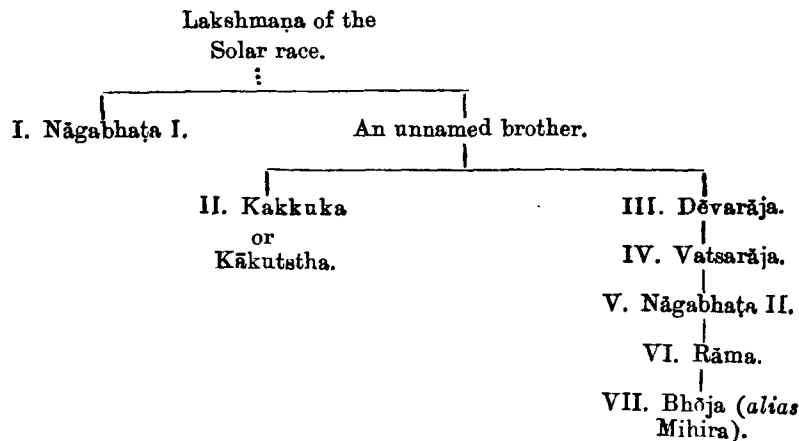 Lakshmaṇa of the
Solar race.
I. Nāgabhaṭa I.
An unnamed brother.
II. Kakkuka
or
Kākutstha.
III. Dēvarāja.
IV. Vatsarāja.
V. Nāgabhaṭa II.
VI. Rāma.
VII. Bhōja (alias
Mihira).